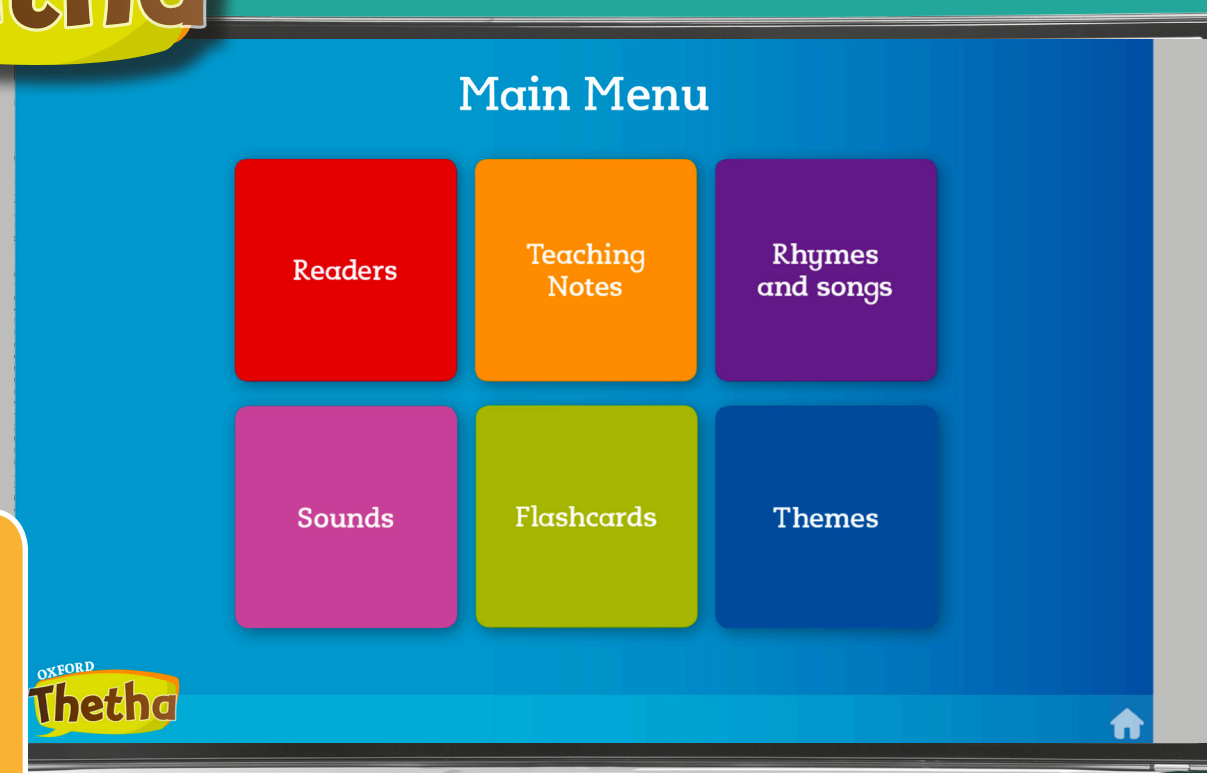 Main Menu
Readers
Teaching
Notes
Rhymes
and songs
Sounds
Flashcards
Themes
OXFORD
Thetha